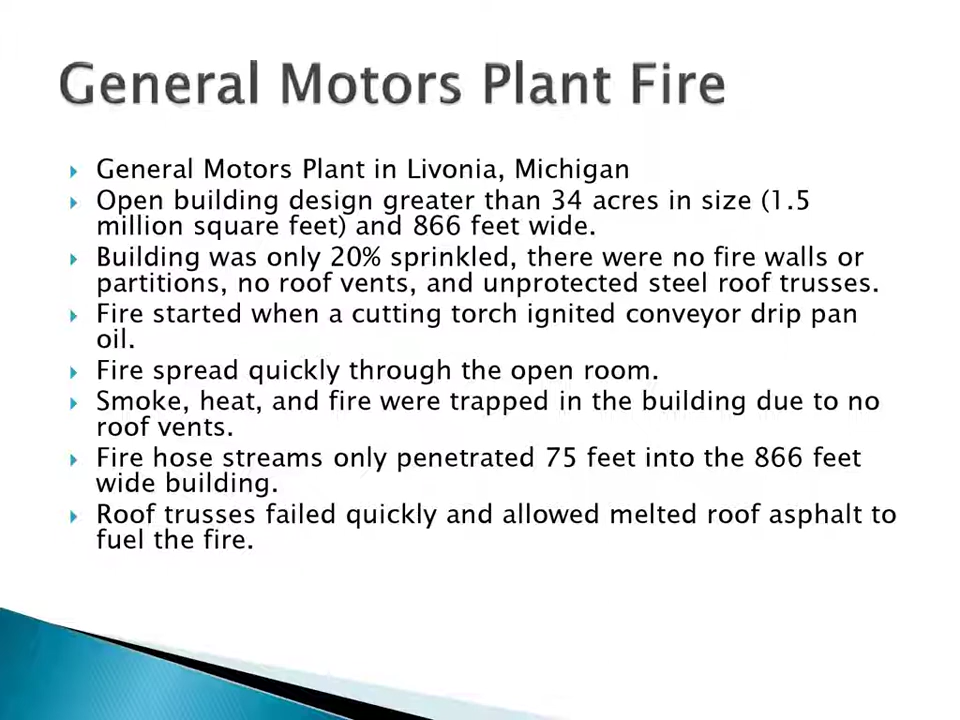 General Motors Plant Fire
General Motors Plant in Livonia, Michigan
Open building design greater than 34 acres in size (1.5
million square feet) and 866 feet wide.
Building was only 20% sprinkled, there were no fire walls or
partitions, no roof vents, and unprotected steel roof trusses.
Fire started when a cutting torch ignited conveyor drip pan
oil.
Fire spread quickly through the open room.
Smoke, heat, and fire were trapped in the building due to no
roof vents.
Fire hose streams only penetrated 75 feet into the 866 feet
wide building.
Roof trusses failed quickly and allowed melted roof asphalt to
fuel the fire.